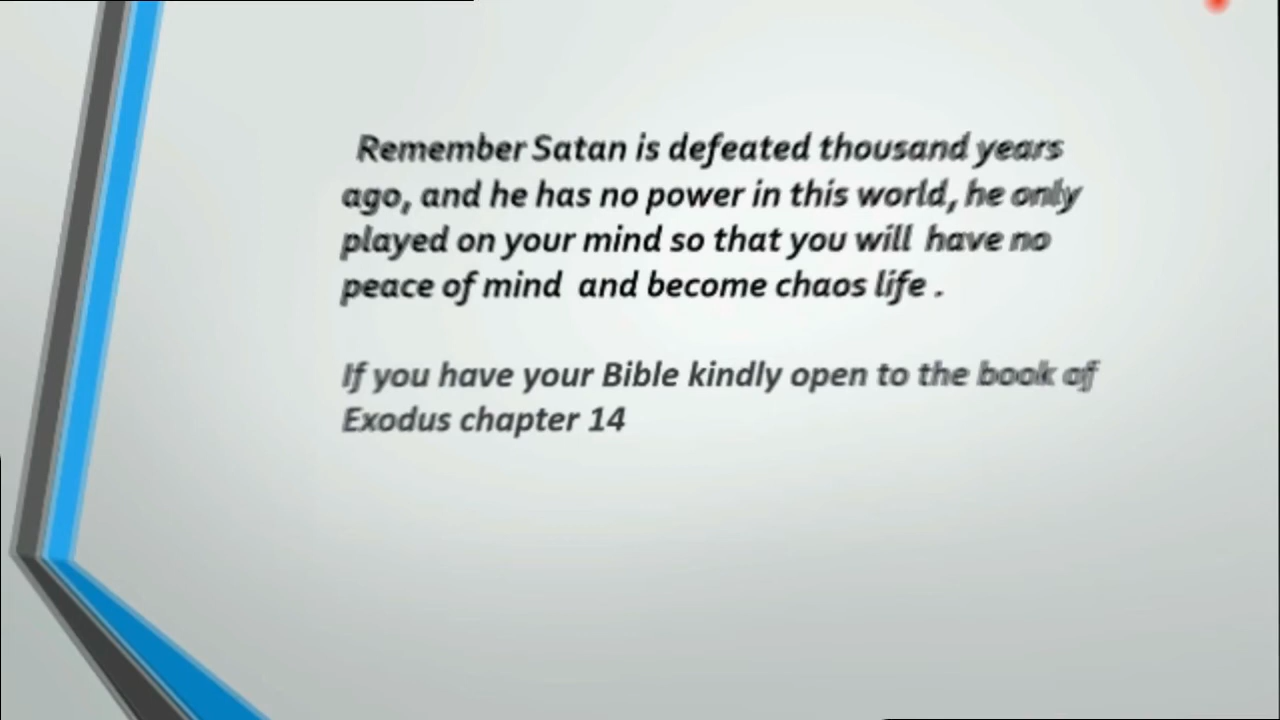 Remember Satan is defeated thousand years
ago, and he has no power in this world, he only
played on your mind so that you will have no
peace of mind and become chaos life .
If you have your Bible kindly open to the book of
Exodus chapter 14